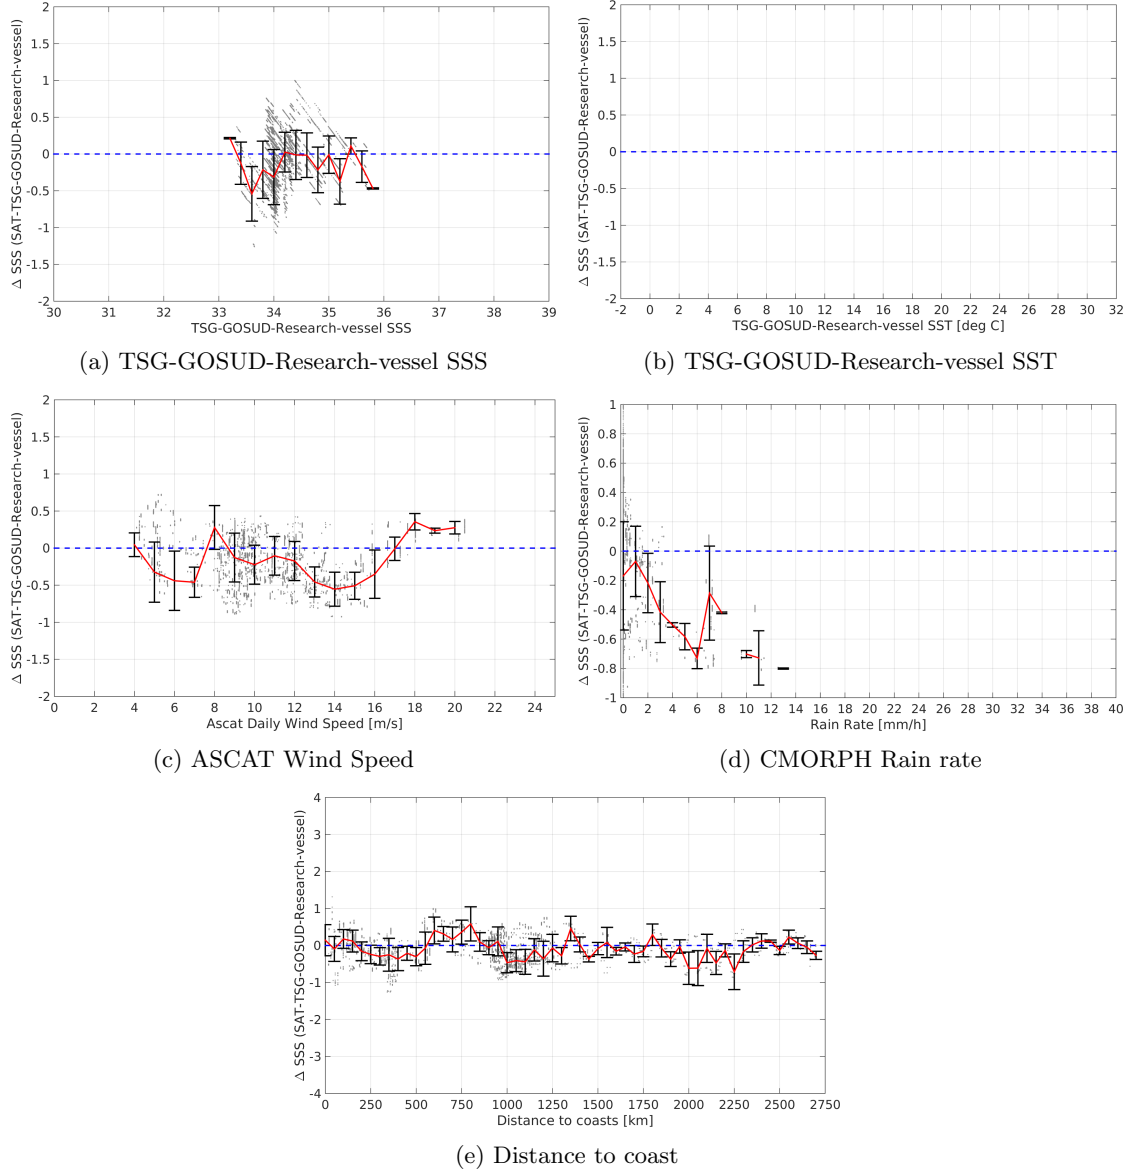 Δ SSS (SAT-TSG-GOSUD-Research-vessel)
2
1.5
1
0.5
0
-0.5
-1
-1.5
-2
30 31 32 33 34 35 36 37 38 39
TSG-GOSUD-Research-vessel SSS
(a) TSG-GOSUD-Research-vessel SSS
Δ SSS (SAT-TSG-GOSUD-Research-vessel)
2
1.5
1
0.5
0
-0.5
-1
-1.5
-2
-2 0 2 4 6 8 10 12 14 16 18 20 22 24 26 28 30 32
TSG-GOSUD-Research-vessel SST [deg C]
(b) TSG-GOSUD-Research-vessel SST
Δ SSS (SAT-TSG-GOSUD-Research-vessel)
2
1.5
1
0.5
0
-0.5
-1
-1.5
-2
0 2 4 6 8 10 12 14 16 18 20 22 24
Ascat Daily Wind Speed [m/s]
(c) ASCAT Wind Speed
Δ SSS (SAT-TSG-GOSUD-Research-vessel)
1
0.8
0.6
0.4
0.2
0
-0.2
-0.4
-0.6
-0.8
-1
0 2 4 6 8 10 12 14 16 18 20 22 24 26 28 30 32 34 36 38 40
Rain Rate [mm/h]
(d) CMORPH Rain rate
Δ SSS (SAT-TSG-GOSUD-Research-vessel)
4
3
2
1
0
-1
-2
-3
-4
0 250 500 750 1000 1250 1500 1750 2000 2250 2500 2750
Distance to coasts [km]
(e) Distance to coast